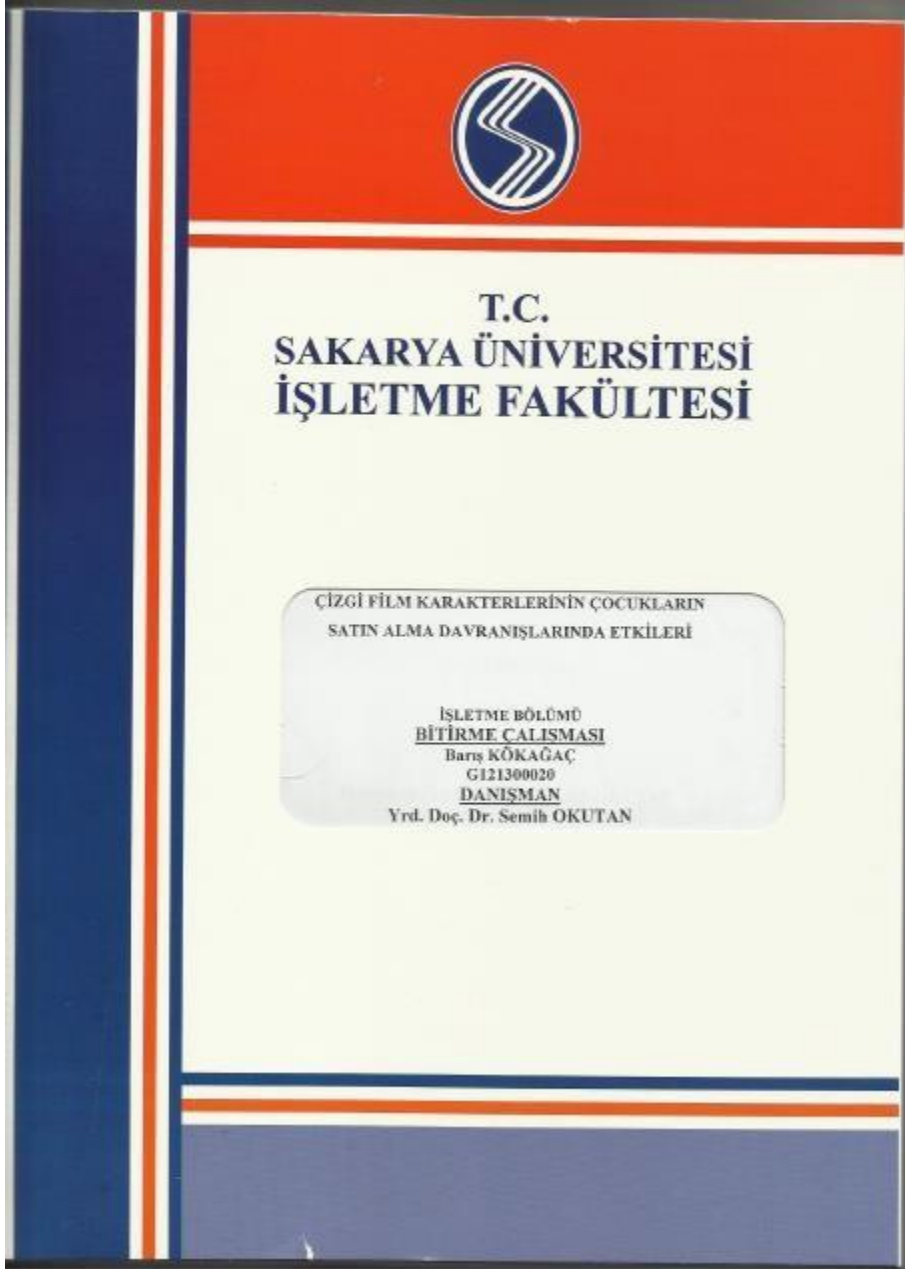 T.C.
SAKARYA ÜNİVERSİTESİ
İŞLETME FAKÜLTESİ
ÇİZGİ FİLM KARAKTERLERİNİN ÇOCUKLARIN
SATIN ALMA DAVRANIŞLARINDA ETKİLERİ
İŞLETME BÖLÜMÜ
BİTİRME ÇALIŞMASI
Barış KÖKAĞAÇ
G121300020
DANIŞMAN
Yrd. Doç. Dr. Semih OKUTAN